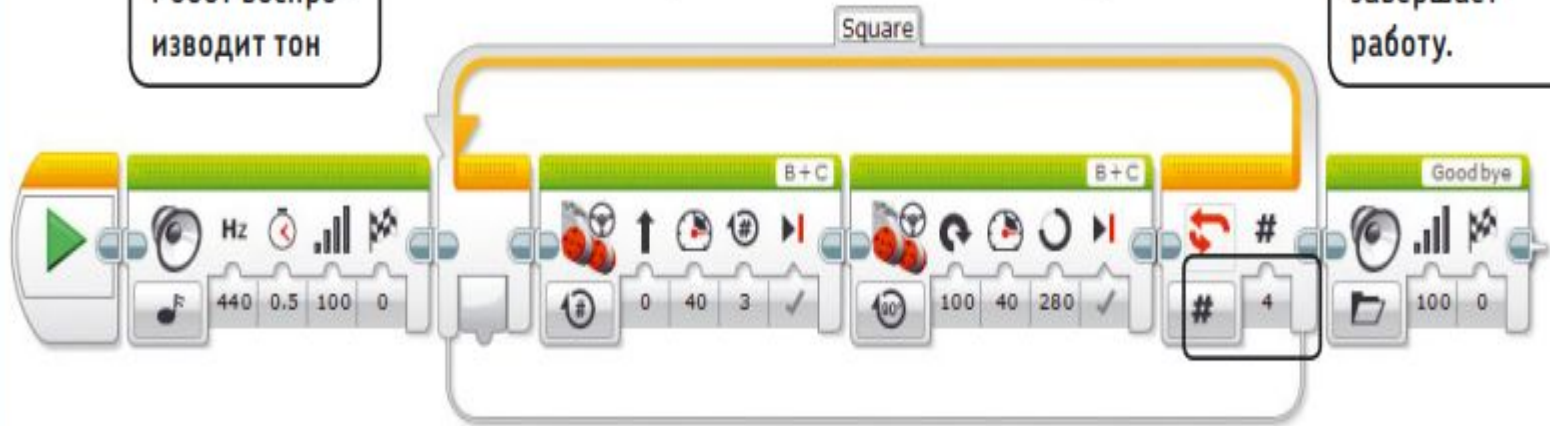 изводит тон
Square
работу.
B+C
B+C
Good bye
Hz
#
#
440 0.5 100 0
#
0 40 3
90°
100 40 280
#
4
100 0